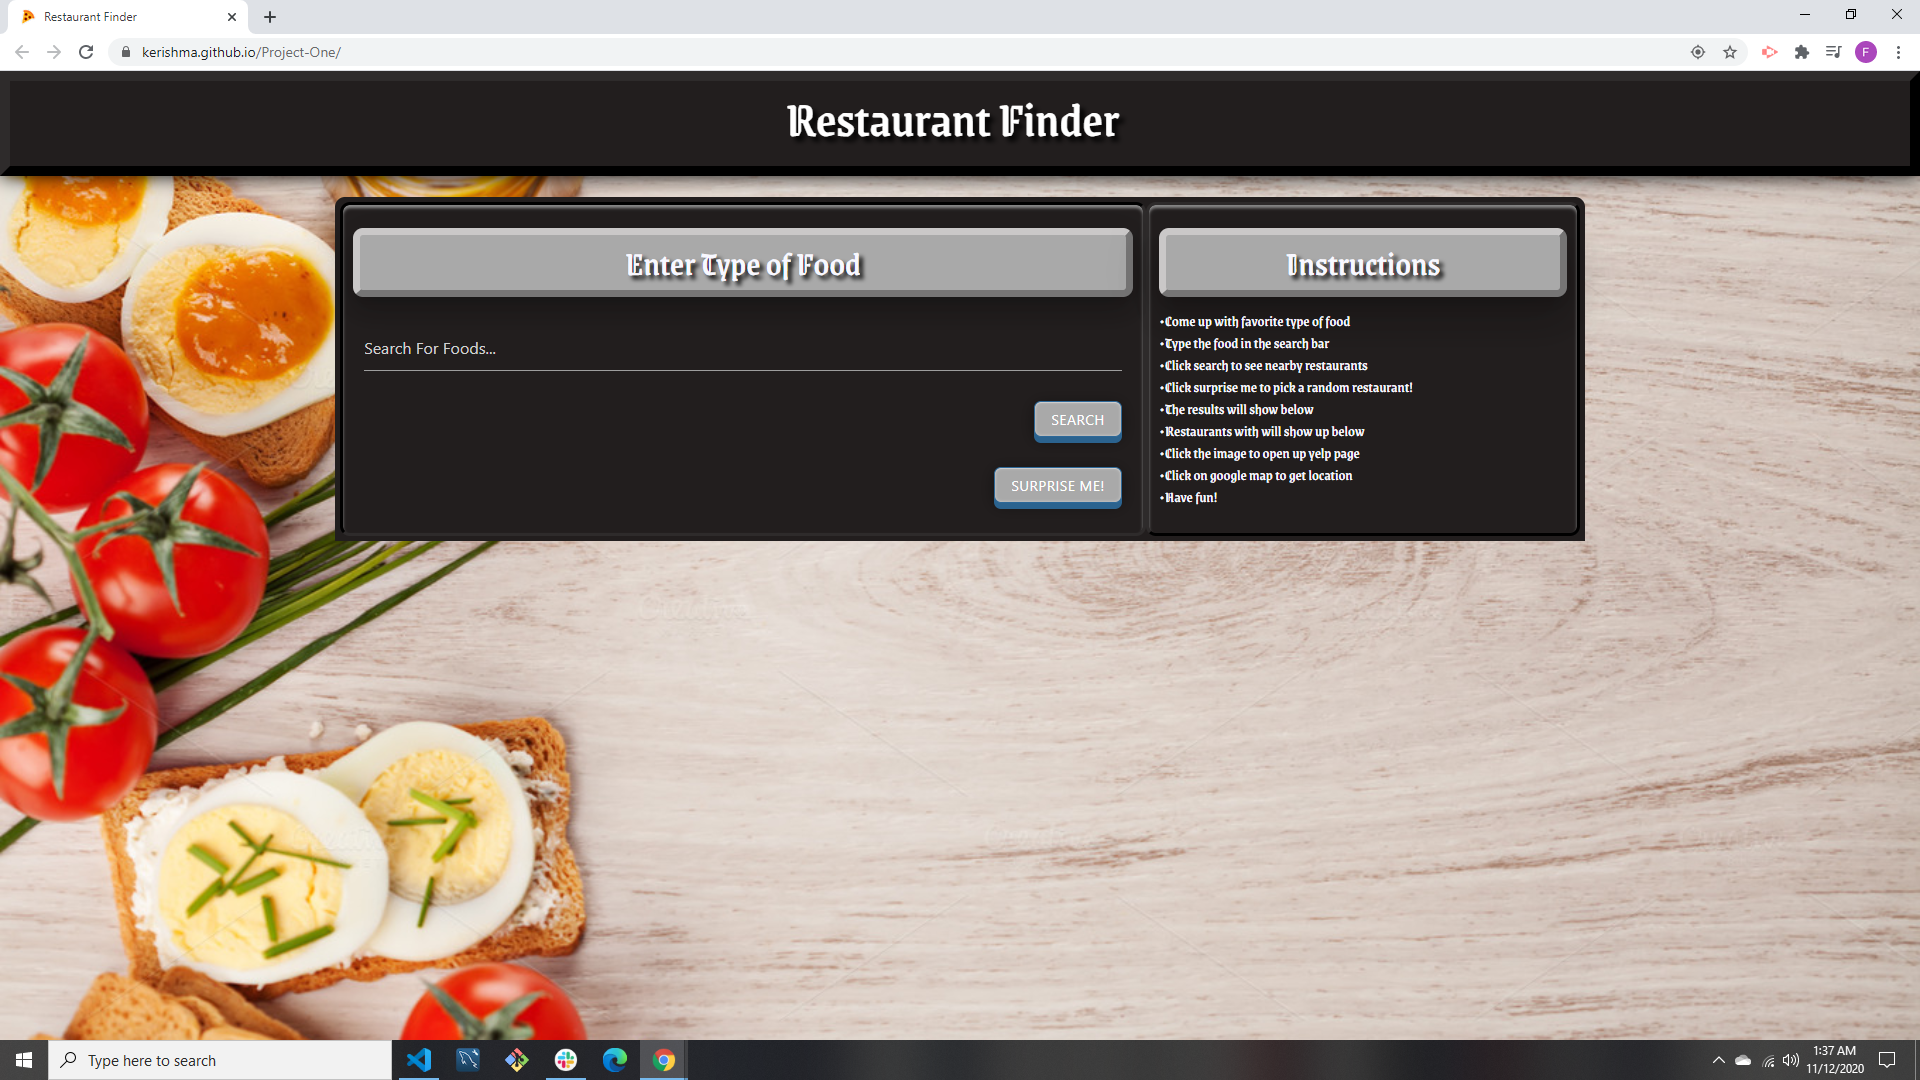 Restaurant Finder
kerishma.github.io/Project-One/
F
Restaurant Finder
Enter Type of Food
Search For Foods...
SEARCH
SURPRISE ME!
Instructions
•Come up with favorite type of food
•Type the food in the search bar
•Click search to see nearby restaurants
•Click surprise me to pick a random restaurant!
•The results will show below
•Restaurants with will show up below
•Click the image to open up yelp page
•Click on google map to get location
•Have fun!
Type here to search
1:37 AM
11/12/2020